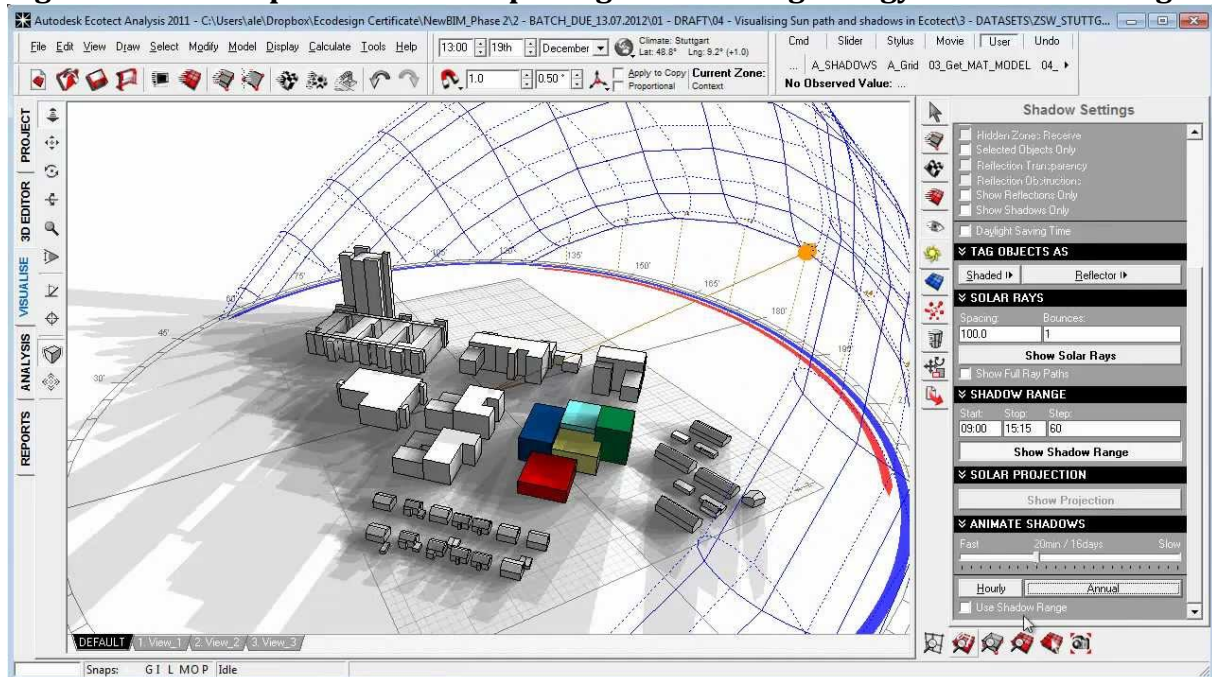 Autodesk Ecotect Analysis 2011 - C:\Users\ale\Dropbox\Ecodesign Certificate\NewBIM_Phase 2\2 - BATCH_DUE_13.07.2012\01 - DRAFT\04 - Visualising Sun path and shadows in Ecotect\3 - DATASETS\ZSW_STUTTG...
File Edit View Draw Select Modify Model Display Calculate Tools Help
13:00 19th December
Climate: Stuttgart
Lat: 48.8° Lng: 9.2° (+1.0)
Cmd Slider Stylus Movie User Undo
... A_SHADOWS A_Grid 03_Get_MAT_MODEL 04_
1.0 0.50 °
Apply to Copy
Proportional
Current Zone:
Context
No Observed Value: ...
PROJECT
3D EDITOR
VISUALISE
ANALYSIS
REPORTS
30°
45°
75°
135°
150°
165°
180°
Shadow Settings
Hidden Zones Receive
Selected Objects Only
Reflection Transparency
Reflection Obstructions
Show Reflections Only
Show Shadows Only
Daylight Saving Time
TAG OBJECTS AS
Shaded Reflector
SOLAR RAYS
Spacing: Bounces:
100.0 1
Show Solar Rays
Show Full Ray Paths
SHADOW RANGE
Start: Stop: Step:
09:00 15:15 60
Show Shadow Range
SOLAR PROJECTION
Show Projection
ANIMATE SHADOWS
Fast 20min / 16days Slow
Hourly Annual
Use Shadow Range
DEFAULT 1. View_1 2. View_2 3. View_3
Snaps: G I L M O P Idle